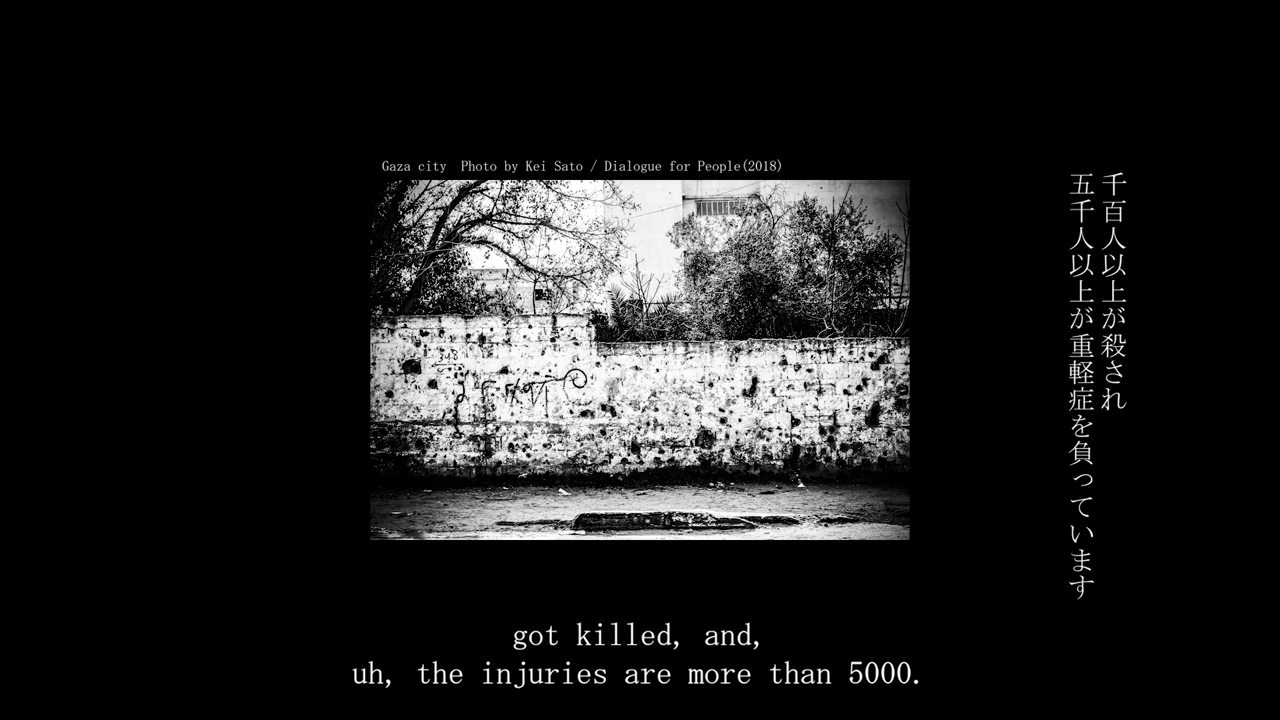 Gaza city  Photo by Kei Sato / Dialogue for People(2018)
千百人以上が殺され
五千人以上が重軽症を負っています
got killed, and,
uh, the injuries are more than 5000.